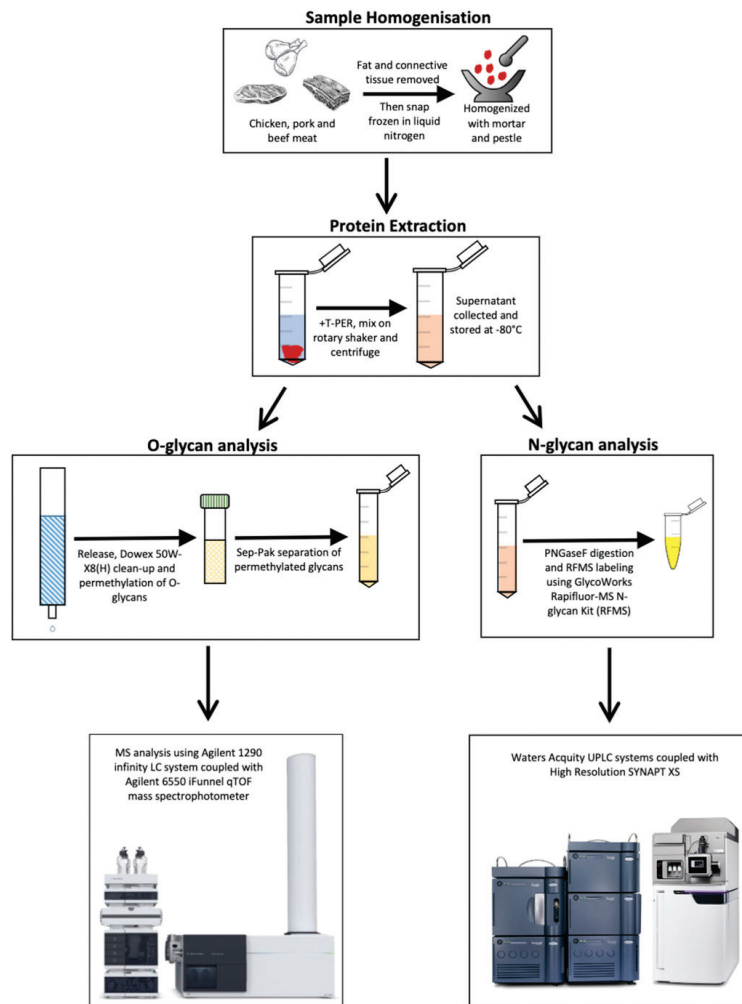 Sample Homogenisation
Fat and connective
tissue removed
Then snap
frozen in liquid
nitrogen
Chicken, pork and
beef meat
Homogenized
with mortar
and pestle
Protein Extraction
+T-PER, mix on
rotary shaker and
centrifuge
Supernatant
collected and
stored at -80°C
O-glycan analysis
Release, Dowex 50W-
X8(H) clean-up and
permethylation of O-
glycans
Sep-Pak separation of
permethylated glycans
N-glycan analysis
PNGaseF digestion
and RFMS labeling
using GlycoWorks
Rapifluor-MS N-
glycan Kit (RFMS)
MS analysis using Agilent 1290
infinity LC system coupled with
Agilent 6550 iFunnel qTOF
mass spectrophotometer
Waters Acquity UPLC systems coupled with
High Resolution SYNAPT XS